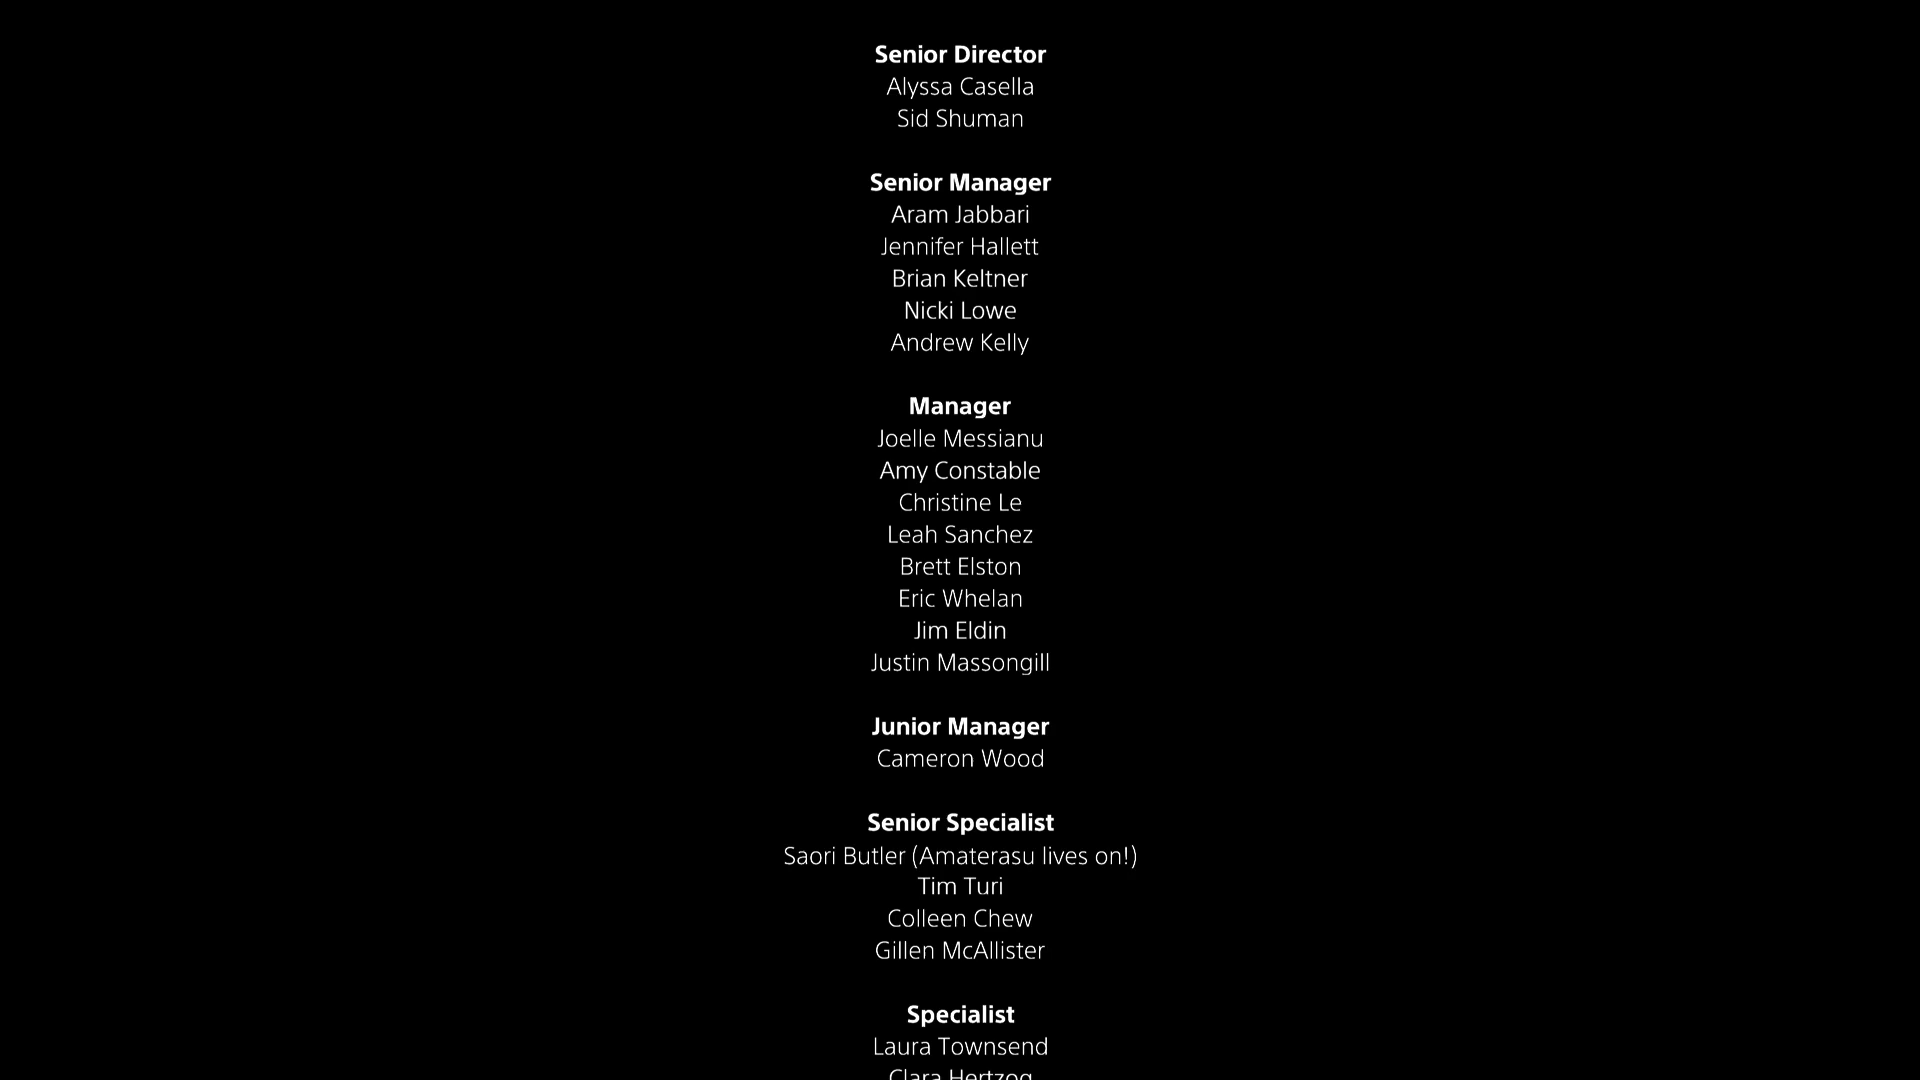 Senior Director
Alyssa Casella
Sid Shuman
Senior Manager
Aram Jabbari
Jennifer Hallett
Brian Keltner
Nicki Lowe
Andrew Kelly
Manager
Joelle Messianu
Amy Constable
Christine Le
Leah Sanchez
Brett Elston
Eric Whelan
Jim Eldin
Justin Massongill
Junior Manager
Cameron Wood
Senior Specialist
Saori Butler (Amaterasu lives on!)
Tim Turi
Colleen Chew
Gillen McAllister
Specialist
Laura Townsend
Clara Hertzog